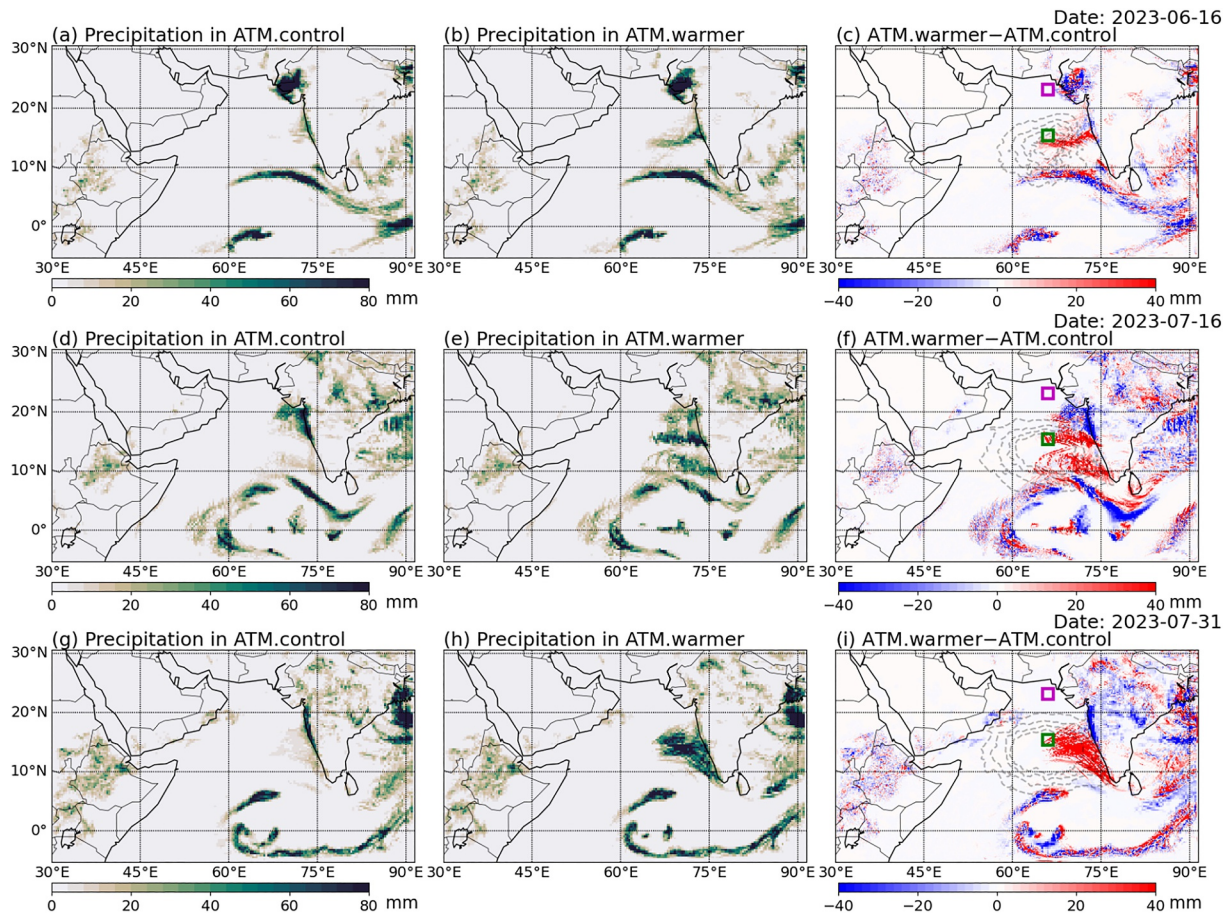 Date: 2023-06-16
(a) Precipitation in ATM.control (b) Precipitation in ATM.warmer (c) ATM.warmer−ATM.control
30°N
20°N
10°N
0°
30°E 45°E 60°E 75°E 90°E 30°E 45°E 60°E 75°E 90°E 30°E 45°E 60°E 75°E 90°E
0 20 40 60 80 mm 0 20 40 60 80 mm −40 −20 0 20 40 mm
Date: 2023-07-16
(d) Precipitation in ATM.control (e) Precipitation in ATM.warmer (f) ATM.warmer−ATM.control
30°N
20°N
10°N
0°
30°E 45°E 60°E 75°E 90°E 30°E 45°E 60°E 75°E 90°E 30°E 45°E 60°E 75°E 90°E
0 20 40 60 80 mm −40 −20 0 20 40 mm
Date: 2023-07-31
(g) Precipitation in ATM.control (h) Precipitation in ATM.warmer (i) ATM.warmer−ATM.control
30°N
20°N
10°N
0°
30°E 45°E 60°E 75°E 90°E 30°E 45°E 60°E 75°E 90°E 30°E 45°E 60°E 75°E 90°E
0 20 40 60 80 mm −40 −20 0 20 40 mm